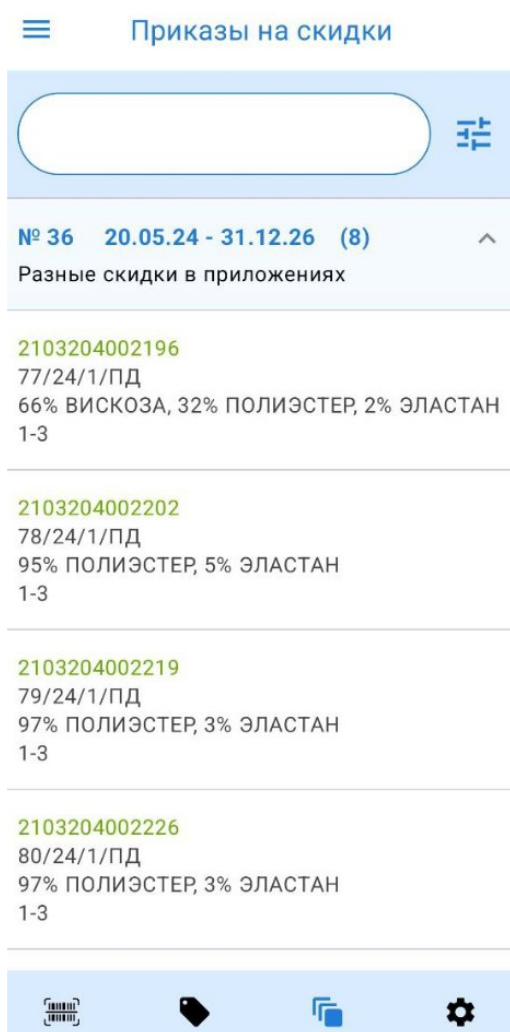 Приказы на скидки
№ 36 20.05.24 - 31.12.26 (8)
Разные скидки в приложениях
2103204002196
77/24/1/ПД
66% ВИСКОЗА, 32% ПОЛИЭСТЕР, 2% ЭЛАСТАН
1-3
2103204002202
78/24/1/ПД
95% ПОЛИЭСТЕР, 5% ЭЛАСТАН
1-3
2103204002219
79/24/1/ПД
97% ПОЛИЭСТЕР, 3% ЭЛАСТАН
1-3
2103204002226
80/24/1/ПД
97% ПОЛИЭСТЕР, 3% ЭЛАСТАН
1-3